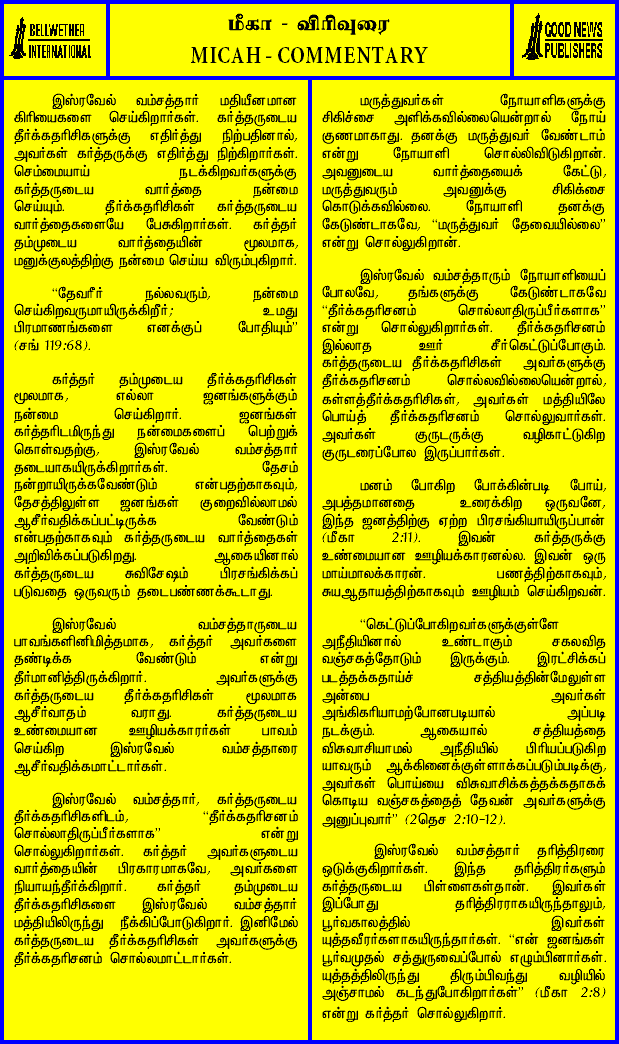 BELLWETHER
INTERNATIONAL
மீகா - விரிவுரை
MICAH - COMMENTARY
GOOD NEWS
PUBLISHERS
இஸ்ரவேல் வம்சத்தார் மதியீனமான
கிரியைகளை செய்கிறார்கள். கர்த்தருடைய
தீர்க்கதரிசிகளுக்கு எதிர்த்து நிற்பதினால்,
அவர்கள் கர்த்தருக்கு எதிர்த்து நிற்கிறார்கள்.
செம்மையாய் நடக்கிறவர்களுக்கு
கர்த்தருடைய வார்த்தை நன்மை
செய்யும். தீர்க்கதரிசிகள் கர்த்தருடைய
வார்த்தைகளையே பேசுகிறார்கள். கர்த்தர்
தம்முடைய வார்த்தையின் மூலமாக,
மனுக்குலத்திற்கு நன்மை செய்ய விரும்புகிறார்.
“தேவரீர் நல்லவரும், நன்மை
செய்கிறவருமாயிருக்கிறீர்; உமது
பிரமாணங்களை எனக்குப் போதியும்”
(சங் 119:68).
கர்த்தர் தம்முடைய தீர்க்கதரிசிகள்
மூலமாக, எல்லா ஜனங்களுக்கும்
நன்மை செய்கிறார். ஜனங்கள்
கர்த்தரிடமிருந்து நன்மைகளைப் பெற்றுக்
கொள்வதற்கு, இஸ்ரவேல் வம்சத்தார்
தடையாகயிருக்கிறார்கள். தேசம்
நன்றாயிருக்கவேண்டும் என்பதற்காகவும்,
தேசத்திலுள்ள ஜனங்கள் குறைவில்லாமல்
ஆசீர்வதிக்கப்பட்டிருக்க வேண்டும்
என்பதற்காகவும் கர்த்தருடைய வார்த்தைகள்
அறிவிக்கப்படுகிறது. ஆகையினால்
கர்த்தருடைய சுவிசேஷம் பிரசங்கிக்கப்
படுவதை ஒருவரும் தடைபண்ணக்கூடாது.
இஸ்ரவேல் வம்சத்தாருடைய
பாவங்களினிமித்தமாக, கர்த்தர் அவர்களை
தண்டிக்க வேண்டும் என்று
தீர்மானித்திருக்கிறார். அவர்களுக்கு
கர்த்தருடைய தீர்க்கதரிசிகள் மூலமாக
ஆசீர்வாதம் வராது. கர்த்தருடைய
உண்மையான ஊழியக்காரர்கள் பாவம்
செய்கிற இஸ்ரவேல் வம்சத்தாரை
ஆசீர்வதிக்கமாட்டார்கள்.
இஸ்ரவேல் வம்சத்தார், கர்த்தருடைய
தீர்க்கதரிசிகளிடம், “தீர்க்கதரிசனம்
சொல்லாதிருப்பீர்களாக” என்று
சொல்லுகிறார்கள். கர்த்தர் அவர்களுடைய
வார்த்தையின் பிரகாரமாகவே, அவர்களை
நியாயந்தீர்க்கிறார். கர்த்தர் தம்முடைய
தீர்க்கதரிசிகளை இஸ்ரவேல் வம்சத்தார்
மத்தியிலிருந்து நீக்கிப்போடுகிறார். இனிமேல்
கர்த்தருடைய தீர்க்கதரிசிகள் அவர்களுக்கு
தீர்க்கதரிசனம் சொல்லமாட்டார்கள்.
மருத்துவர்கள் நோயாளிகளுக்கு
சிகிச்சை அளிக்கவில்லையென்றால் நோய்
குணமாகாது. தனக்கு மருத்துவர் வேண்டாம்
என்று நோயாளி சொல்லிவிடுகிறான்.
அவனுடைய வார்த்தையைக் கேட்டு,
மருத்துவரும் அவனுக்கு சிகிச்சை
கொடுக்கவில்லை. நோயாளி தனக்கு
கேடுண்டாகவே, “மருத்துவர் தேவையில்லை”
என்று சொல்லுகிறான்.
இஸ்ரவேல் வம்சத்தாரும் நோயாளியைப்
போலவே, தங்களுக்கு கேடுண்டாகவே
“தீர்க்கதரிசனம் சொல்லாதிருப்பீர்களாக”
என்று சொல்லுகிறார்கள். தீர்க்கதரிசனம்
இல்லாத ஊர் சீர்கெட்டுப்போகும்.
கர்த்தருடைய தீர்க்கதரிசிகள் அவர்களுக்கு
தீர்க்கதரிசனம் சொல்லவில்லையென்றால்,
கள்ளத்தீர்க்கதரிசிகள், அவர்கள் மத்தியிலே
பொய்த் தீர்க்கதரிசனம் சொல்லுவார்கள்.
அவர்கள் குருடருக்கு வழிகாட்டுகிற
குருடரைப்போல இருப்பார்கள்.
மனம் போகிற போக்கின்படி போய்,
அபத்தமானதை உரைக்கிற ஒருவனே,
இந்த ஜனத்திற்கு ஏற்ற பிரசங்கியாயிருப்பான்
(மீகா 2:11). இவன் கர்த்தருக்கு
உண்மையான ஊழியக்காரனல்ல. இவன் ஒரு
மாய்மாலக்காரன். பணத்திற்காகவும்,
சுயஆதாயத்திற்காகவும் ஊழியம் செய்கிறவன்.
“கெட்டுப்போகிறவர்களுக்குள்ளே
அநீதியினால் உண்டாகும் சகலவித
வஞ்சகத்தோடும் இருக்கும். இரட்சிக்கப்
படத்தக்கதாய்ச் சத்தியத்தின்மேலுள்ள
அன்பை அவர்கள்
அங்கிகரியாமற்போனபடியால் அப்படி
நடக்கும். ஆகையால் சத்தியத்தை
விசுவாசியாமல் அநீதியில் பிரியப்படுகிற
யாவரும் ஆக்கினைக்குள்ளாக்கப்படும்படிக்கு,
அவர்கள் பொய்யை விசுவாசிக்கத்தக்கதாகக்
கொடிய வஞ்சகத்தைத் தேவன் அவர்களுக்கு
அனுப்புவார்” (2தெச 2:10-12).
இஸ்ரவேல் வம்சத்தார் தரித்திரரை
ஒடுக்குகிறார்கள். இந்த தரித்திரர்களும்
கர்த்தருடைய பிள்ளைகள்தான். இவர்கள்
இப்போது தரித்திரராகயிருந்தாலும்,
பூர்வகாலத்தில் இவர்கள்
யுத்தவீரர்களாகயிருந்தார்கள். “என் ஜனங்கள்
பூர்வமுதல் சத்துருவைப்போல் எழும்பினார்கள்.
யுத்தத்திலிருந்து திரும்பிவந்து வழியில்
அஞ்சாமல் கடந்துபோகிறார்கள்” (மீகா 2:8)
என்று கர்த்தர் சொல்லுகிறார்.